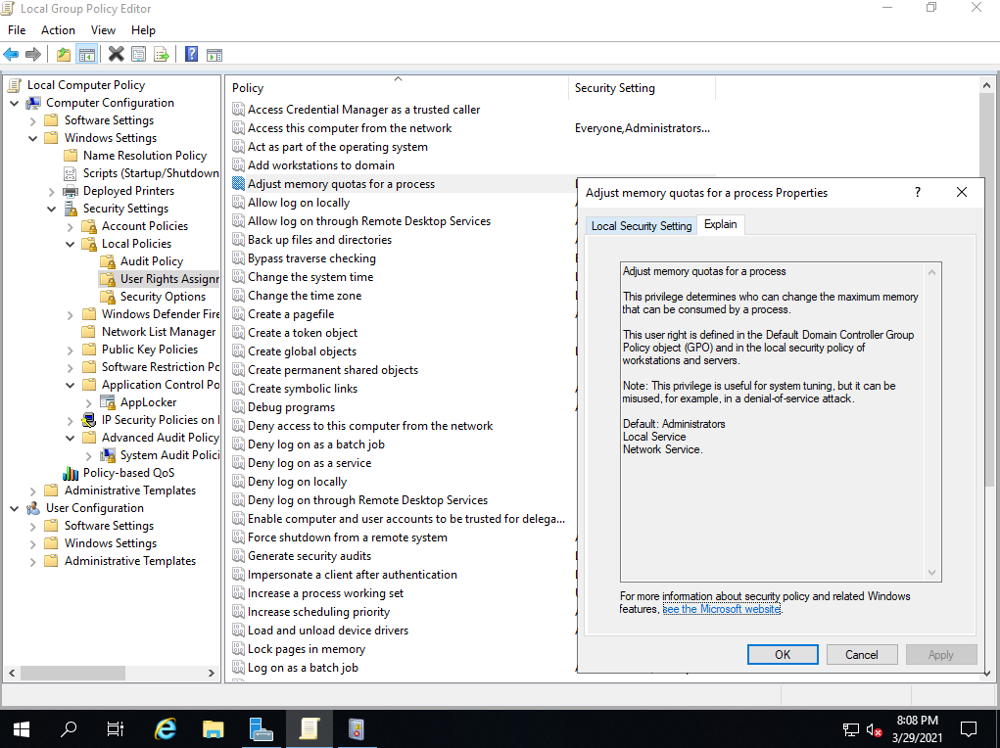 Local Group Policy Editor
File Action View Help
Local Computer Policy
Computer Configuration
Software Settings
Windows Settings
Name Resolution Policy
Scripts (Startup/Shutdown
Deployed Printers
Security Settings
Account Policies
Local Policies
Audit Policy
User Rights Assignr
Security Options
Windows Defender Fire
Network List Manager
Public Key Policies
Software Restriction Pc
Application Control Po
AppLocker
IP Security Policies on
Advanced Audit Policy
System Audit Polici
Policy-based QoS
Administrative Templates
User Configuration
Software Settings
Windows Settings
Administrative Templates
Policy Security Setting
Access Credential Manager as a trusted caller
Access this computer from the network Everyone,Administrators...
Act as part of the operating system
Add workstations to domain
Adjust memory quotas for a process
Allow log on locally
Allow log on through Remote Desktop Services
Back up files and directories
Bypass traverse checking
Change the system time
Change the time zone
Create a pagefile
Create a token object
Create global objects
Create permanent shared objects
Create symbolic links
Debug programs
Deny access to this computer from the network
Deny log on as a batch job
Deny log on as a service
Deny log on locally
Deny log on through Remote Desktop Services
Enable computer and user accounts to be trusted for delega...
Force shutdown from a remote system
Generate security audits
Impersonate a client after authentication
Increase a process working set
Increase scheduling priority
Load and unload device drivers
Lock pages in memory
Log on as a batch job
Adjust memory quotas for a process Properties ?
Local Security Setting Explain
Adjust memory quotas for a process
This privilege determines who can change the maximum memory
that can be consumed by a process.
This user right is defined in the Default Domain Controller Group
Policy object (GPO) and in the local security policy of
workstations and servers.
Note: This privilege is useful for system tuning, but it can be
misused, for example, in a denial-of-service attack.
Default: Administrators
Local Service
Network Service.
For more information about security policy and related Windows
features, see the Microsoft website.
OK Cancel Apply
8:08 PM
3/29/2021